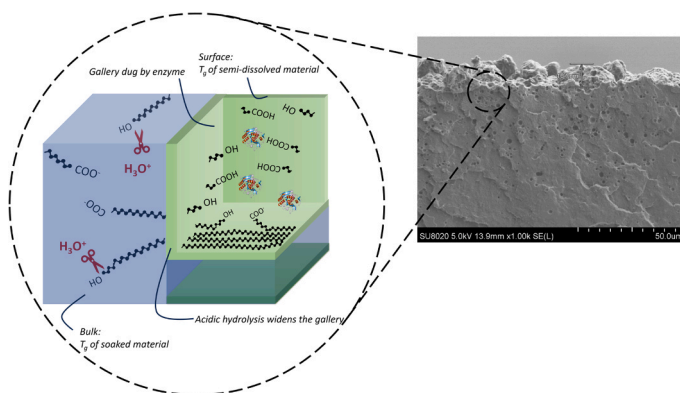 Surface:
Tg of semi-dissolved material
Gallery dug by enzyme
HO
COOH
HO
H₃O⁺
HOOC
OH
COO⁻
HOOC
COOH
COO⁻
OH
OH
COO⁻
H₃O⁺
HO
Acidic hydrolysis widens the gallery
Bulk:
Tg of soaked material
SU8020 5.0kV 13.9mm x1.00k SE(L)
50.0um